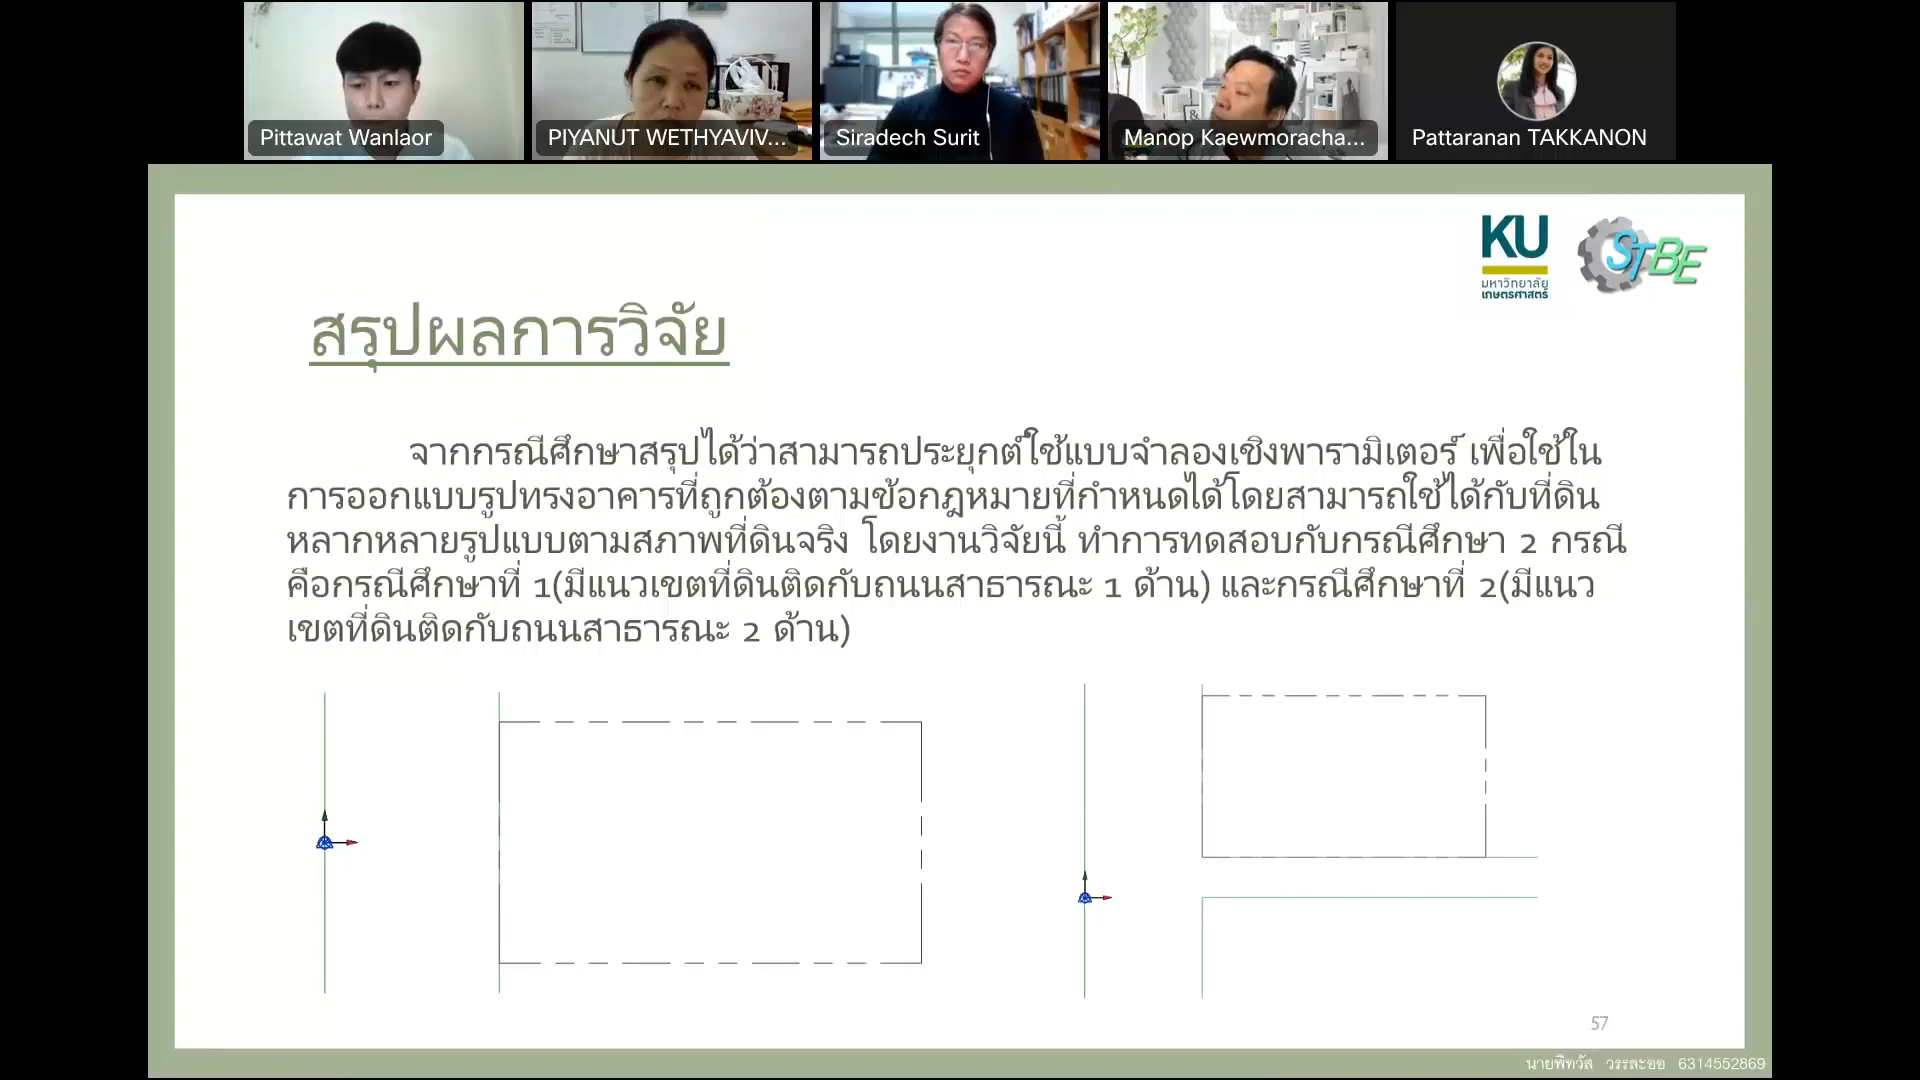 Pittawat Wanlaor
PIYANUT WETHYAVIV...
Siradech Surit
Manop Kaewmoracha...
Pattaranan TAKKANON
KU
มหาวิทยาลัย
เกษตรศาสตร์
STBE
สรุปผลการวิจัย
จากกรณีศึกษาสรุปได้ว่าสามารถประยุกต์ใช้แบบจำลองเชิงพารามิเตอร์ เพื่อใช้ใน
การออกแบบรูปทรงอาคารที่ถูกต้องตามข้อกฎหมายที่กำหนดได้โดยสามารถใช้ได้กับที่ดิน
หลากหลายรูปแบบตามสภาพที่ดินจริง โดยงานวิจัยนี้ ทำการทดสอบกับกรณีศึกษา 2 กรณี
คือกรณีศึกษาที่ 1(มีแนวเขตที่ดินติดกับถนนสาธารณะ 1 ด้าน) และกรณีศึกษาที่ 2(มีแนว
เขตที่ดินติดกับถนนสาธารณะ 2 ด้าน)
57
นายพิทวัส วรรละออ 6314552869